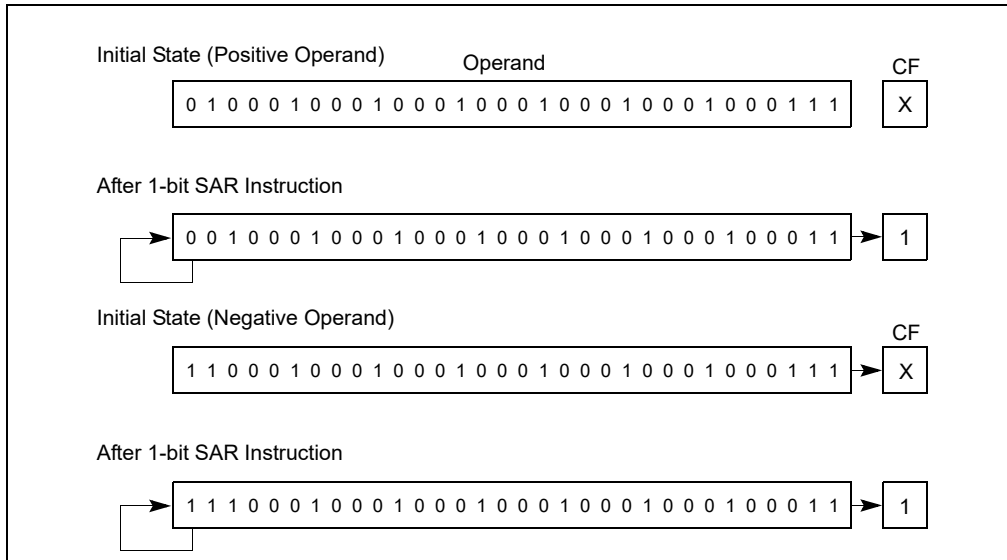 Initial State (Positive Operand)
Operand
CF
0 1 0 0 0 1 0 0 0 1 0 0 0 1 0 0 0 1 0 0 0 1 0 0 0 1 0 0 0 1 1 1
X
After 1-bit SAR Instruction
0 0 1 0 0 0 1 0 0 0 1 0 0 0 1 0 0 0 1 0 0 0 1 0 0 0 1 0 0 0 1 1
1
Initial State (Negative Operand)
CF
1 1 0 0 0 1 0 0 0 1 0 0 0 1 0 0 0 1 0 0 0 1 0 0 0 1 0 0 0 1 1 1
X
After 1-bit SAR Instruction
1 1 1 0 0 0 1 0 0 0 1 0 0 0 1 0 0 0 1 0 0 0 1 0 0 0 1 0 0 0 1 1
1